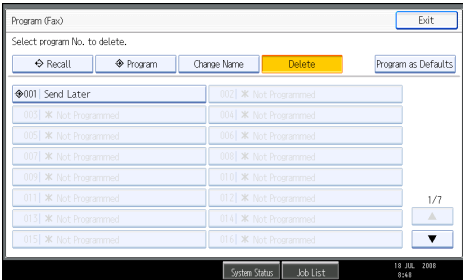 Program (Fax)
Exit
Select program No. to delete.
Recall
Program
Change Name
Delete
Program as Defaults
001 Send Later
002 Not Programmed
003 Not Programmed
004 Not Programmed
005 Not Programmed
006 Not Programmed
007 Not Programmed
008 Not Programmed
009 Not Programmed
010 Not Programmed
011 Not Programmed
012 Not Programmed
1/7
013 Not Programmed
014 Not Programmed
015 Not Programmed
016 Not Programmed
System Status
Job List
18 JUL 2008
8:48